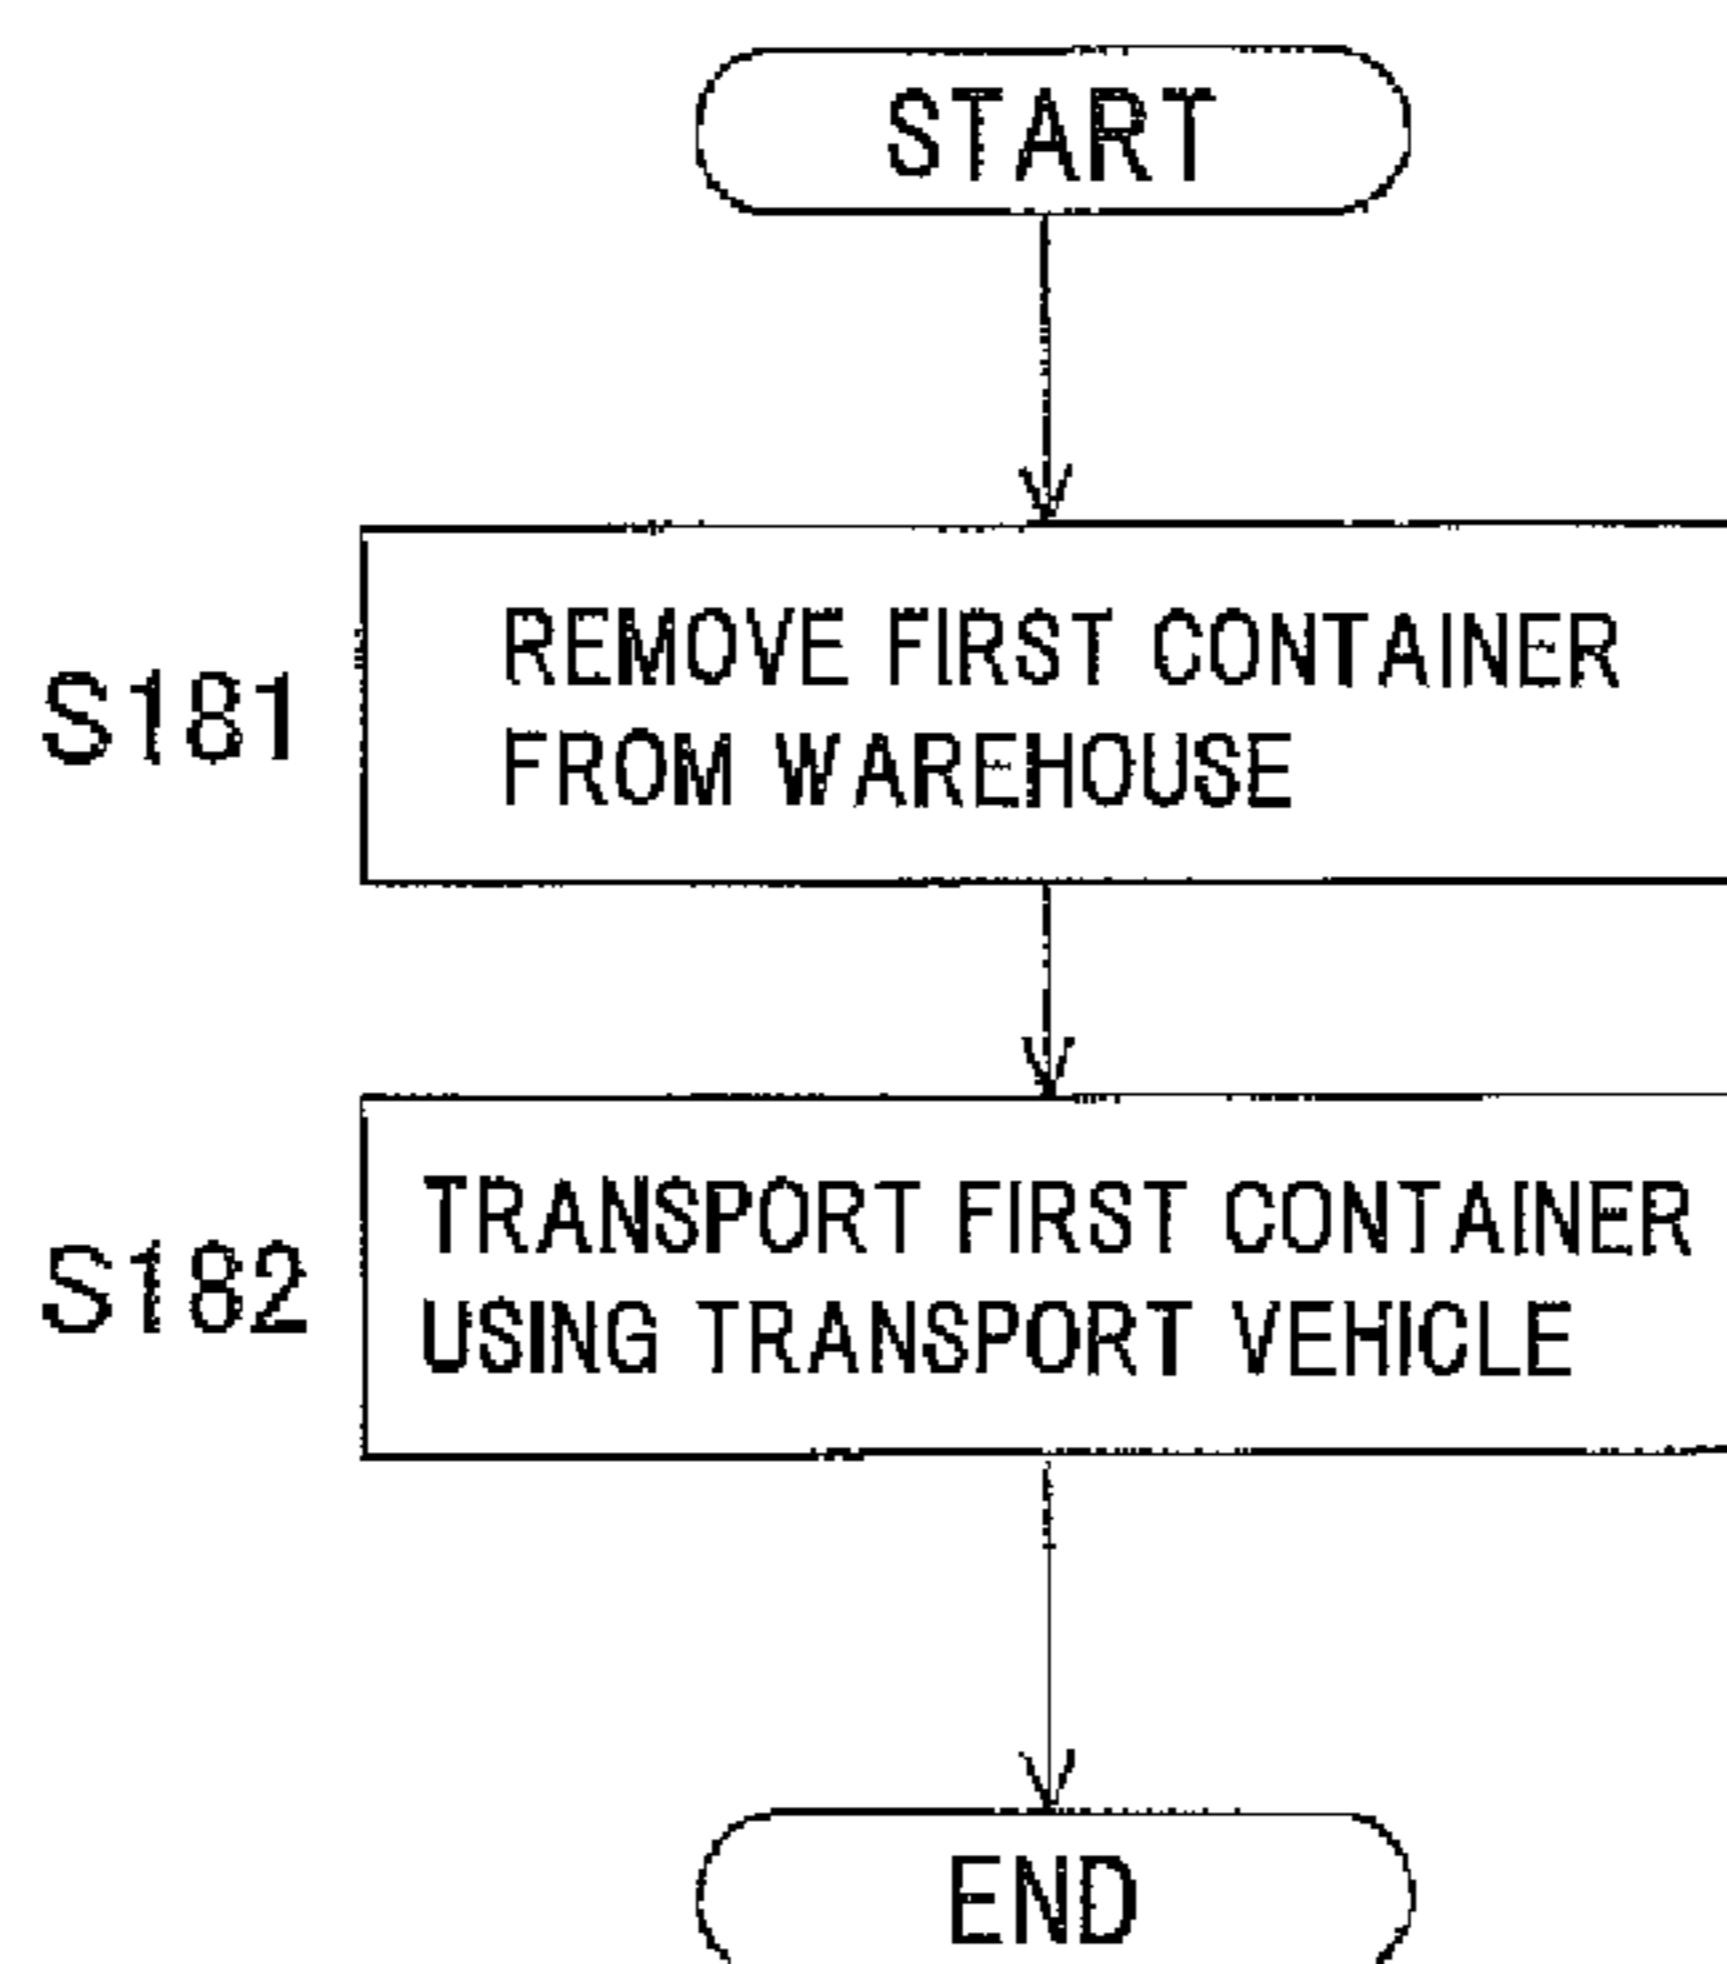 START
S181
REMOVE FIRST CONTAINER
FROM WAREHOUSE
S182
TRANSPORT FIRST CONTAINER
USING TRANSPORT VEHICLE
END